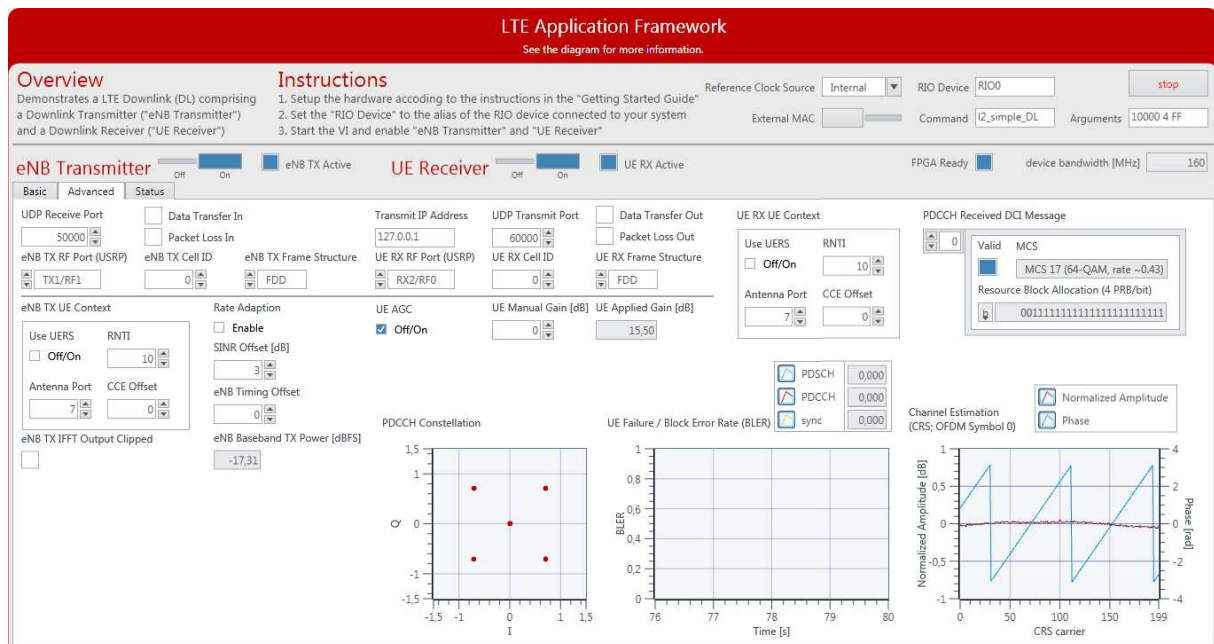 LTE Application Framework
See the diagram for more information.
Overview
Demonstrates a LTE Downlink (DL) comprising
a Downlink Transmitter ("eNB Transmitter")
and a Downlink Receiver ("UE Receiver")
Instructions
1. Setup the hardware accoding to the instructions in the "Getting Started Guide"
2. Set the "RIO Device" to the alias of the RIO device connected to your system
3. Start the VI and enable "eNB Transmitter" and "UE Receiver"
Reference Clock Source Internal RIO Device RIO0 stop
External MAC Command l2_simple_DL Arguments 10000 4 FF
eNB Transmitter Off On eNB TX Active UE Receiver Off On UE RX Active FPGA Ready device bandwidth [MHz] 160
Basic Advanced Status
UDP Receive Port Data Transfer In Transmit IP Address UDP Transmit Port Data Transfer Out UE RX UE Context PDCCH Received DCI Message
50000 Packet Loss In 127.0.0.1 60000 Packet Loss Out Use UERS RNTI 0 Valid MCS
eNB TX RF Port (USRP) eNB TX Cell ID eNB TX Frame Structure UE RX RF Port (USRP) UE RX Cell ID UE RX Frame Structure Off/On 10 MCS 17 (64-QAM, rate ~0.43)
TX1/RF1 0 FDD RX2/RF0 0 FDD Antenna Port CCE Offset Resource Block Allocation (4 PRB/bit)
7 0 b 0011111111111111111111111
eNB TX UE Context Rate Adaption UE AGC UE Manual Gain [dB] UE Applied Gain [dB]
Use UERS RNTI Enable Off/On 0 15,50
Off/On 10 SINR Offset [dB]
3
Antenna Port CCE Offset eNB Timing Offset
7 0 0
eNB TX IFFT Output Clipped eNB Baseband TX Power [dBFS]
-17,31
PDCCH Constellation
1,5
1
0
-1
-1,5
Q
-1,5 -1 0 1 1,5
I
PDSCH 0,000
PDCCH 0,000
UE Failure / Block Error Rate (BLER) sync 0,000
1
0,8
0,6
0,4
0,2
0
BLER
76 77 78 79 80
Time [s]
Normalized Amplitude
Phase
Channel Estimation
(CRS; OFDM Symbol 0)
1
0,5
0
-0,5
-1
Normalized Amplitude [dB]
4
2
0
-2
-4
Phase [rad]
0 50 100 150 199
CRS carrier